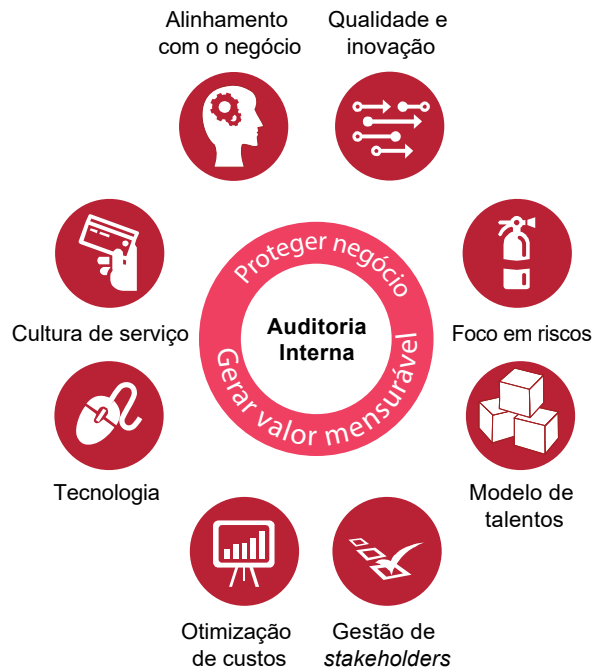 Alinhamento
com o negócio
Qualidade e
inovação
Cultura de serviço
Proteger negócio
Auditoria
Interna
Gerar valor mensurável
Foco em riscos
Tecnologia
Modelo de
talentos
Otimização
de custos
Gestão de
stakeholders